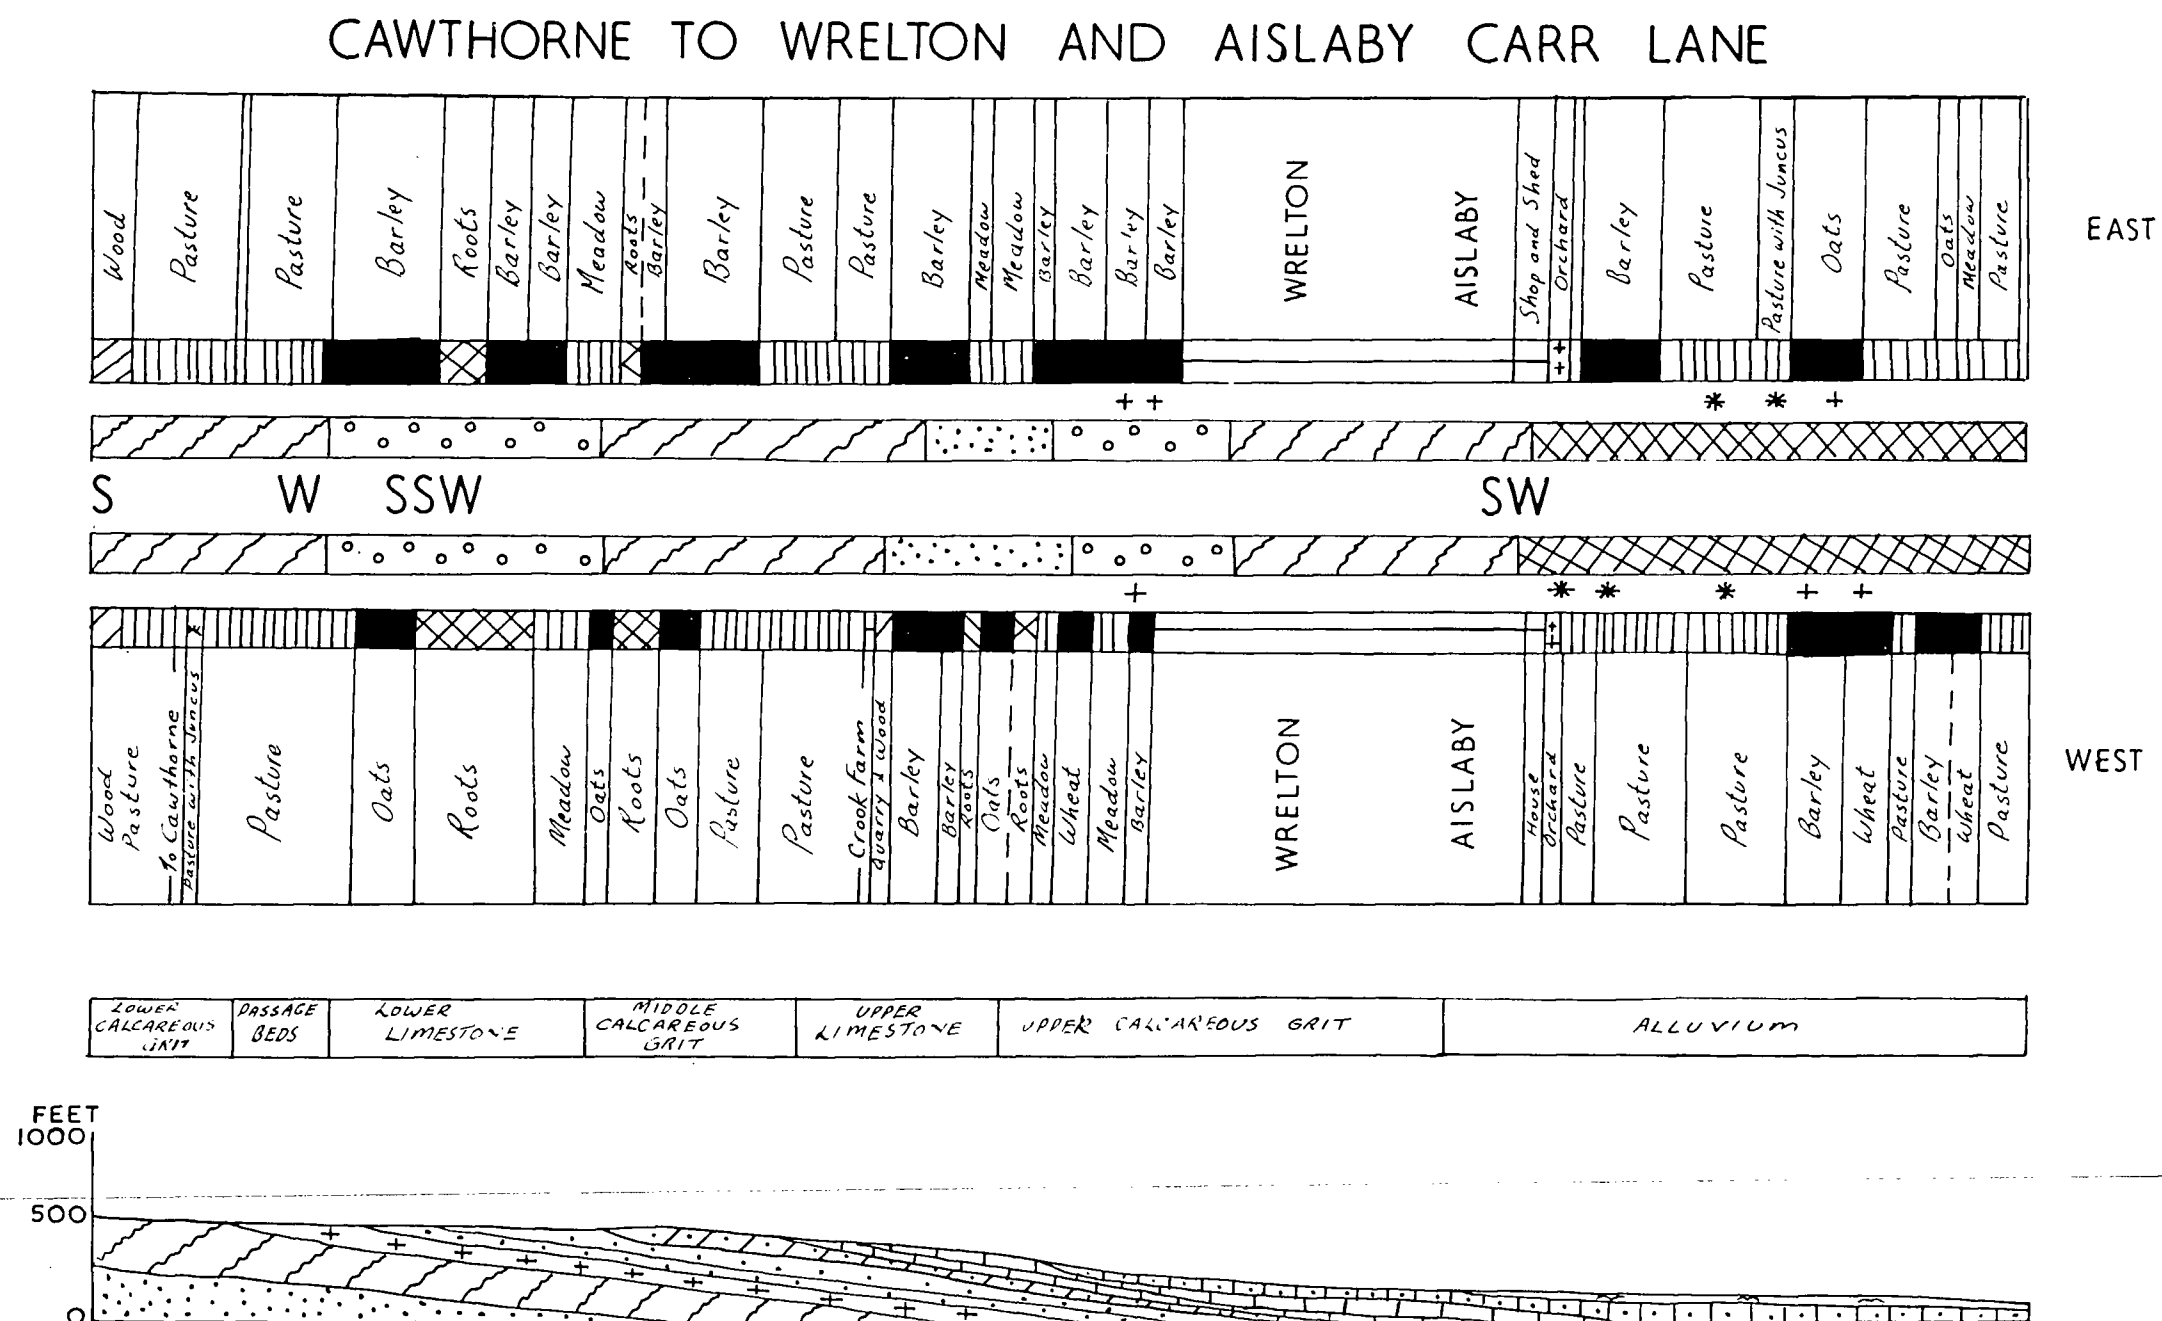 CAWTHORNE TO WRELTON AND AISLABY CARR LANE
Wood
Pasture
Pasture
Barley
Roots
Barley
Barley
Meadow
Roots
Barley
Barley
Pasture
Pasture
Barley
Meadow
Meadow
Barley
Barley
Barley
Barley
WRELTON
AISLABY
Shop and Shed
Orchard
Barley
Pasture
Pasture with Juncus
Oats
Pasture
Oats
Meadow
Pasture
EAST
S W SSW SW
Wood
Pasture
To Cawthorne
Pasture with Juncus
Pasture
Oats
Roots
Meadow
Oats
Roots
Oats
Pasture
Pasture
Crook Farm
Quarry & Wood
Barley
Barley
Roots
Oats
Roots
Meadow
Wheat
Meadow
Barley
WRELTON
AISLABY
House
Orchard
Pasture
Pasture
Pasture
Barley
Wheat
Pasture
Barley
Wheat
Pasture
WEST
LOWER
CALCAREOUS
GRIT
PASSAGE
BEDS
LOWER
LIMESTONE
MIDDLE
CALCAREOUS
GRIT
UPPER
LIMESTONE
UPPER CALCAREOUS GRIT
ALLUVIUM
FEET
1000
500
0